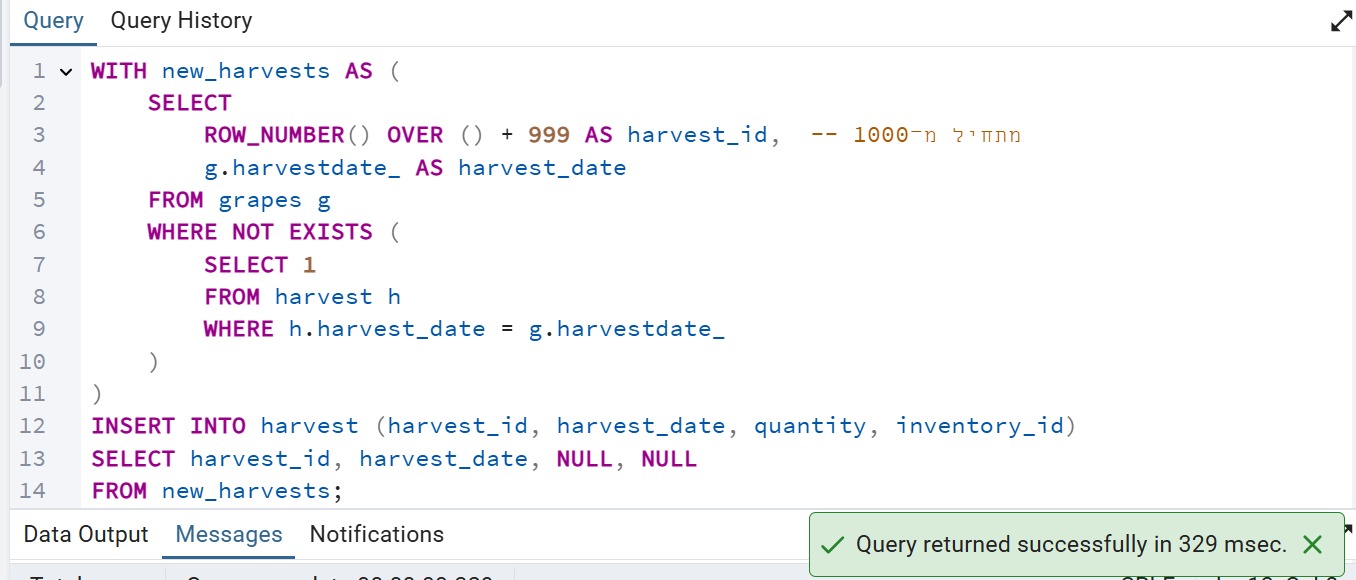 Query Query History
1 WITH new_harvests AS (
2 SELECT
3 ROW_NUMBER() OVER () + 999 AS harvest_id, -- מתחיל מ־1000
4 g.harvestdate_ AS harvest_date
5 FROM grapes g
6 WHERE NOT EXISTS (
7 SELECT 1
8 FROM harvest h
9 WHERE h.harvest_date = g.harvestdate_
10 )
11 )
12 INSERT INTO harvest (harvest_id, harvest_date, quantity, inventory_id)
13 SELECT harvest_id, harvest_date, NULL, NULL
14 FROM new_harvests;
Data Output Messages Notifications
Query returned successfully in 329 msec.